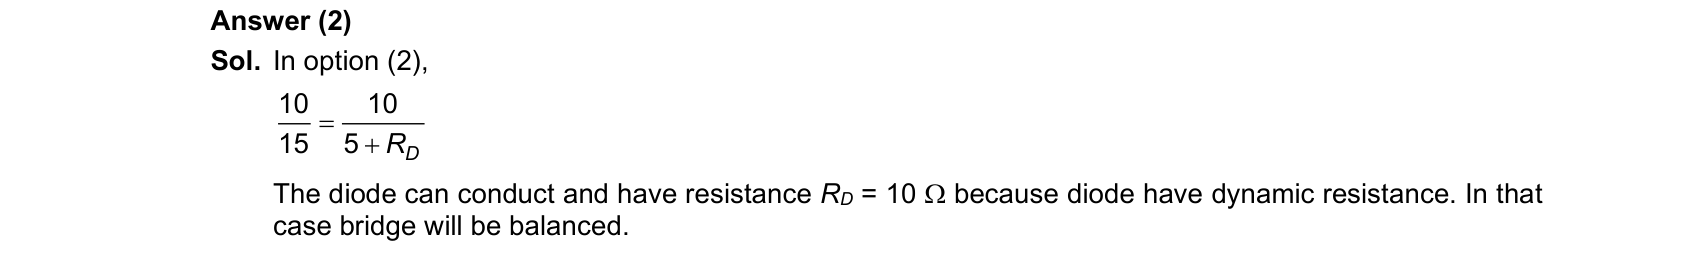 Answer (2)
Sol. In option (2),
10/15 = 10/(5 + R_D)
The diode can conduct and have resistance R_D = 10 Ω because diode have dynamic resistance. In that
case bridge will be balanced.